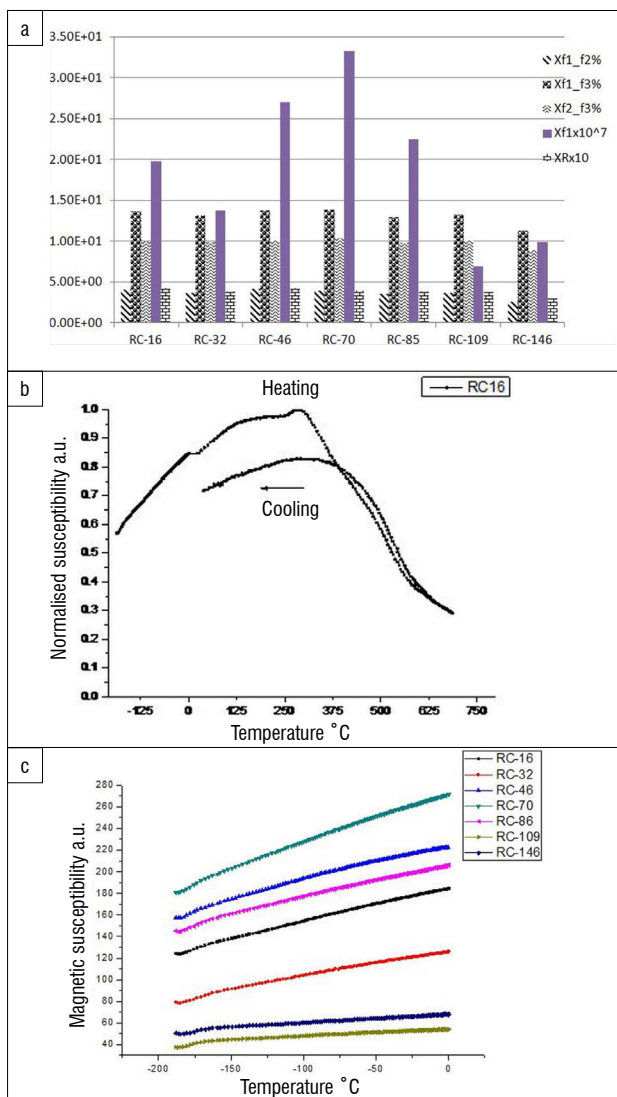 a
3.50E+01
3.00E+01
2.50E+01
2.00E+01
1.50E+01
1.00E+01
5.00E+00
0.00E+00
RC-16 RC-32 RC-46 RC-70 RC-85 RC-109 RC-146
Xf1_f2%
Xf1_f3%
Xf2_f3%
Xf1x10^7
XRx10
b
Heating
RC16
Normalised susceptibility a.u.
1.0
0.9
0.8
0.7
0.6
0.5
0.4
0.3
0.2
0.1
0.0
Cooling
-125 0 125 250 375 500 625 750
Temperature °C
c
RC-16
RC-32
RC-46
RC-70
RC-86
RC-109
RC-146
Magnetic susceptibility a.u.
280
260
240
220
200
180
160
140
120
100
80
60
40
-200 -150 -100 -50 0
Temperature °C